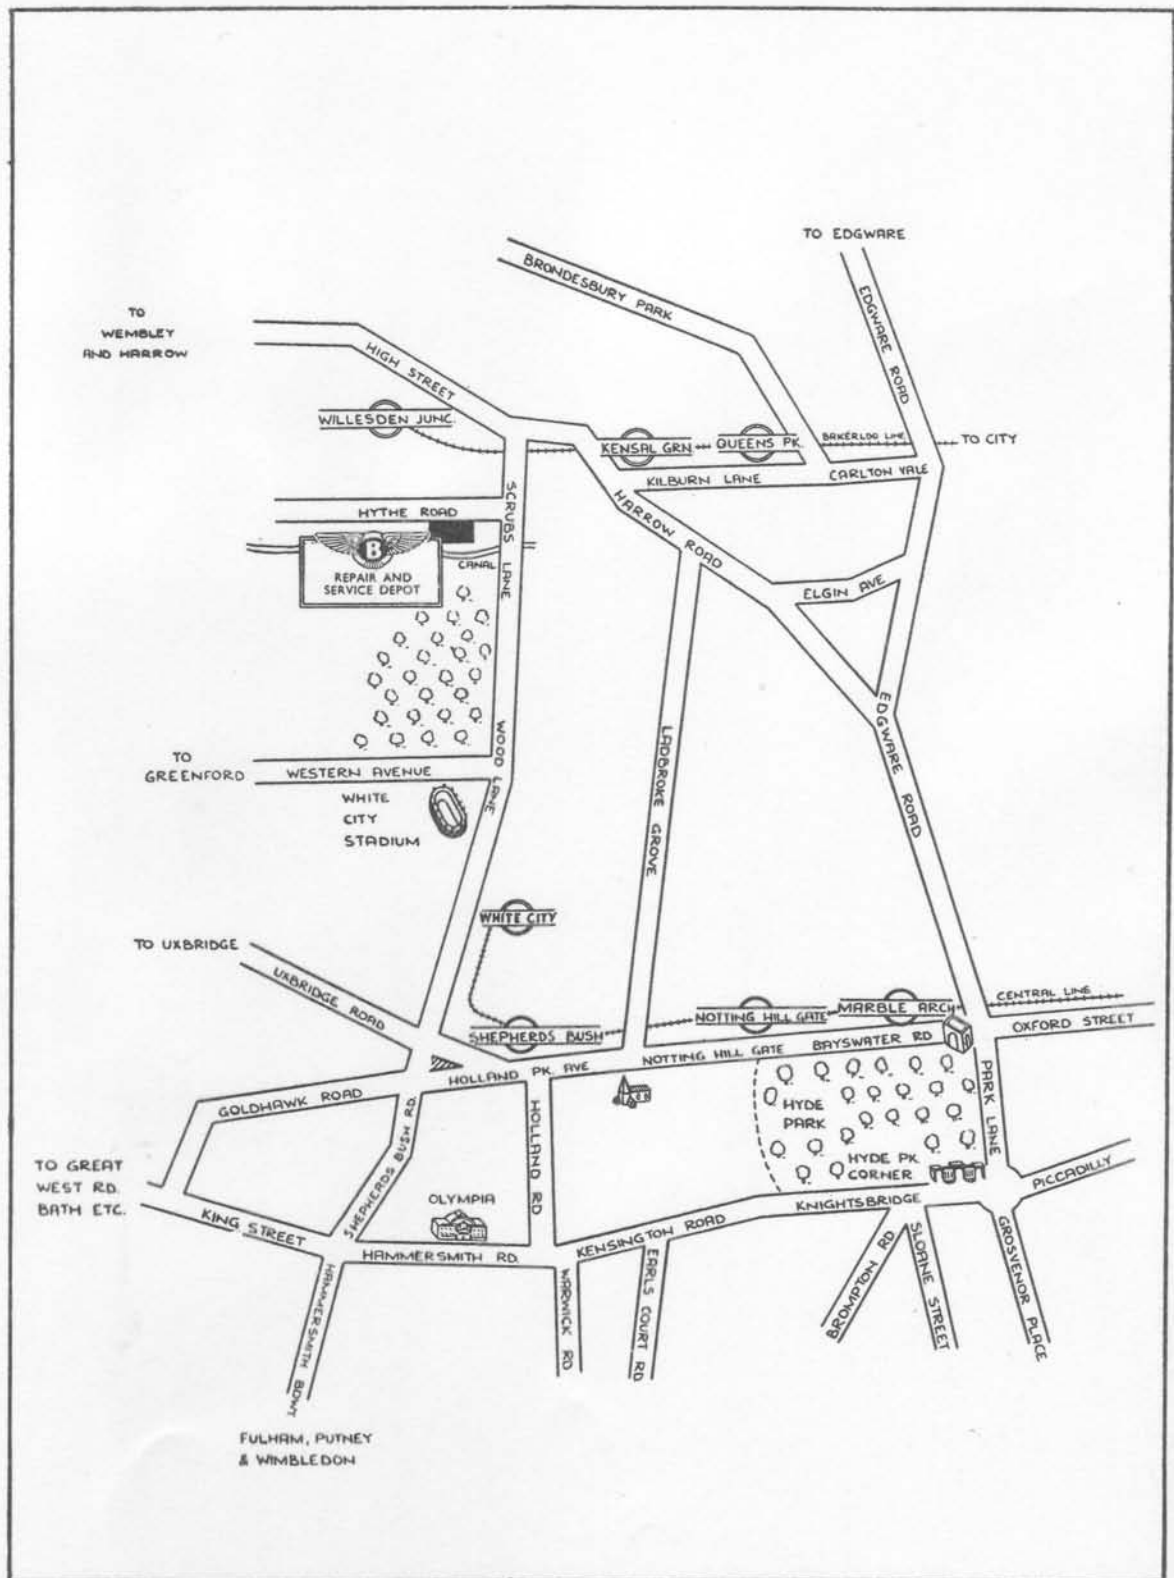 TO EDGWARE
BRONDESBURY PARK
EDGWARE ROAD
TO
WEMBLEY
AND HARROW
HIGH STREET
WILLESDEN JUNC.
KENSAL GRN.
QUEENS PK.
BAKERLOO LINE
TO CITY
KILBURN LANE
CARLTON VALE
SCRUBS LANE
HYTHE ROAD
HARROW ROAD
B
REPAIR AND
SERVICE DEPOT
CANAL
ELGIN AVE
EDGWARE ROAD
LADBROKE GROVE
WOOD LANE
TO
GREENFORD
WESTERN AVENUE
WHITE
CITY
STADIUM
WHITE CITY
TO UXBRIDGE
UXBRIDGE ROAD
SHEPHERDS BUSH
NOTTING HILL GATE
MARBLE ARCH
CENTRAL LINE
OXFORD STREET
HOLLAND PK. AVE
NOTTING HILL GATE
BAYSWATER RD
GOLDHAWK ROAD
SHEPHERDS BUSH RD.
HOLLAND RD
HYDE
PARK
PARK LANE
HYDE PK.
CORNER
PICCADILLY
TO GREAT
WEST RD.
BATH ETC.
KING STREET
OLYMPIA
HAMMERSMITH RD.
KENSINGTON ROAD
KNIGHTSBRIDGE
HAMMERSMITH BDWY
WARWICK RD
EARLS COURT RD
BROMPTON RD
SLOANE STREET
GROSVENOR PLACE
FULHAM, PUTNEY
& WIMBLEDON